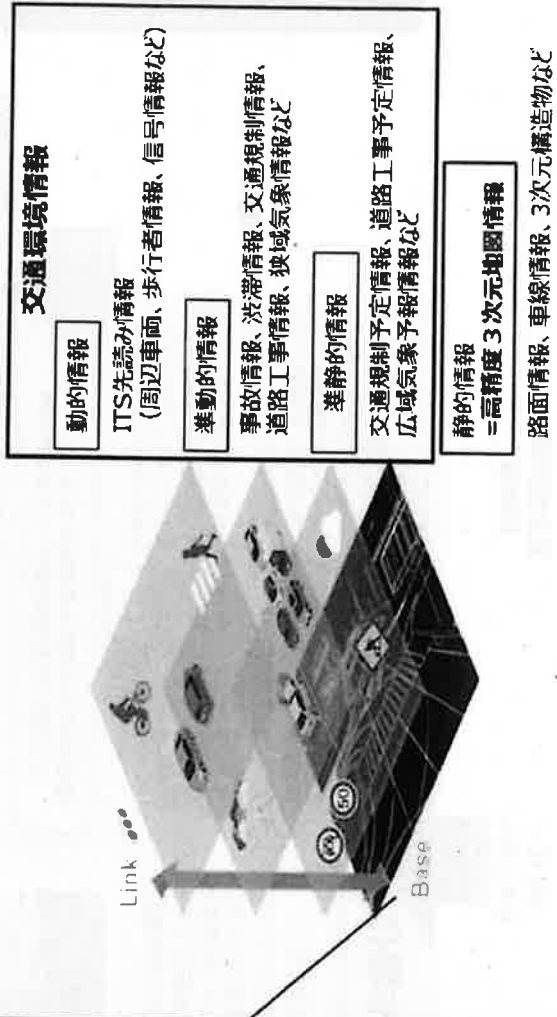 交通環境情報
動的情報
ITS先読み情報
(周辺車両、歩行者情報、信号情報など)
準動的情報
事故情報、渋滞情報、交通規制情報、
道路工事情報、狭域気象情報など
準静的情報
交通規制予定情報、道路工事予定情報、
広域気象予報情報など
静的情報
=高精度3次元地図情報
路面情報、車線情報、3次元構造物など
Link
Base
50